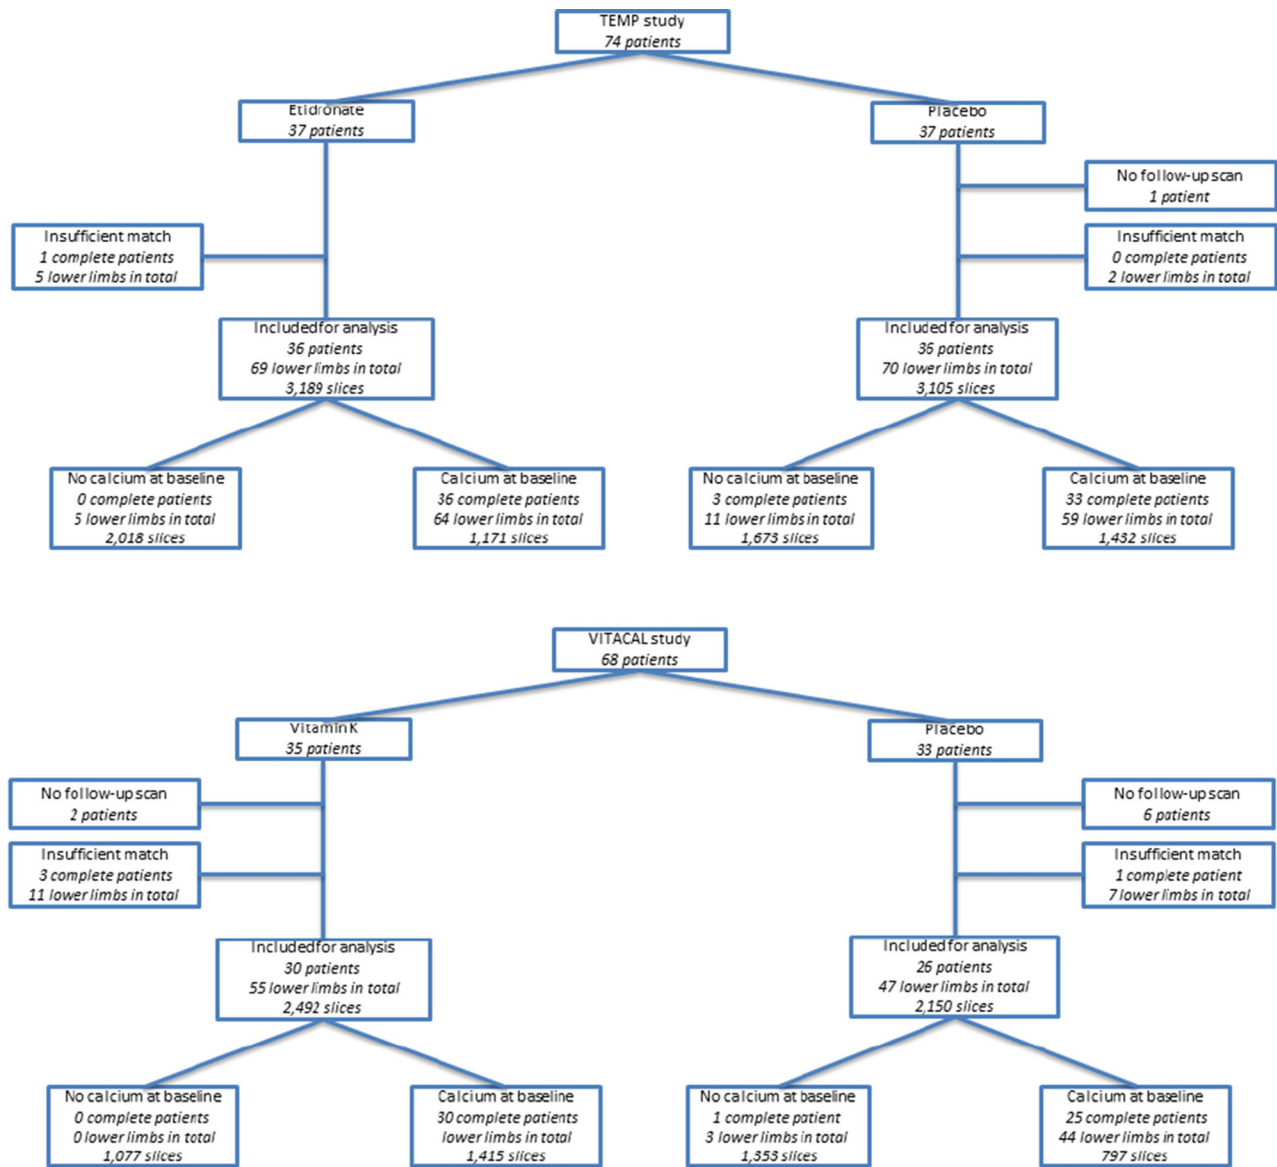 TEMP study
74 patients
Etidronate
37 patients
Placebo
37 patients
No follow-up scan
1 patient
Insufficient match
1 complete patients
5 lower limbs in total
Insufficient match
0 complete patients
2 lower limbs in total
Included for analysis
36 patients
69 lower limbs in total
3,189 slices
Included for analysis
36 patients
70 lower limbs in total
3,105 slices
No calcium at baseline
0 complete patients
5 lower limbs in total
2,018 slices
Calcium at baseline
36 complete patients
64 lower limbs in total
1,171 slices
No calcium at baseline
3 complete patients
11 lower limbs in total
1,673 slices
Calcium at baseline
33 complete patients
59 lower limbs in total
1,432 slices
VITACAL study
68 patients
Vitamin K
35 patients
Placebo
33 patients
No follow-up scan
2 patients
No follow-up scan
6 patients
Insufficient match
3 complete patients
11 lower limbs in total
Insufficient match
1 complete patient
7 lower limbs in total
Included for analysis
30 patients
55 lower limbs in total
2,492 slices
Included for analysis
26 patients
47 lower limbs in total
2,150 slices
No calcium at baseline
0 complete patients
0 lower limbs in total
1,077 slices
Calcium at baseline
30 complete patients
lower limbs in total
1,415 slices
No calcium at baseline
1 complete patient
3 lower limbs in total
1,353 slices
Calcium at baseline
25 complete patients
44 lower limbs in total
797 slices